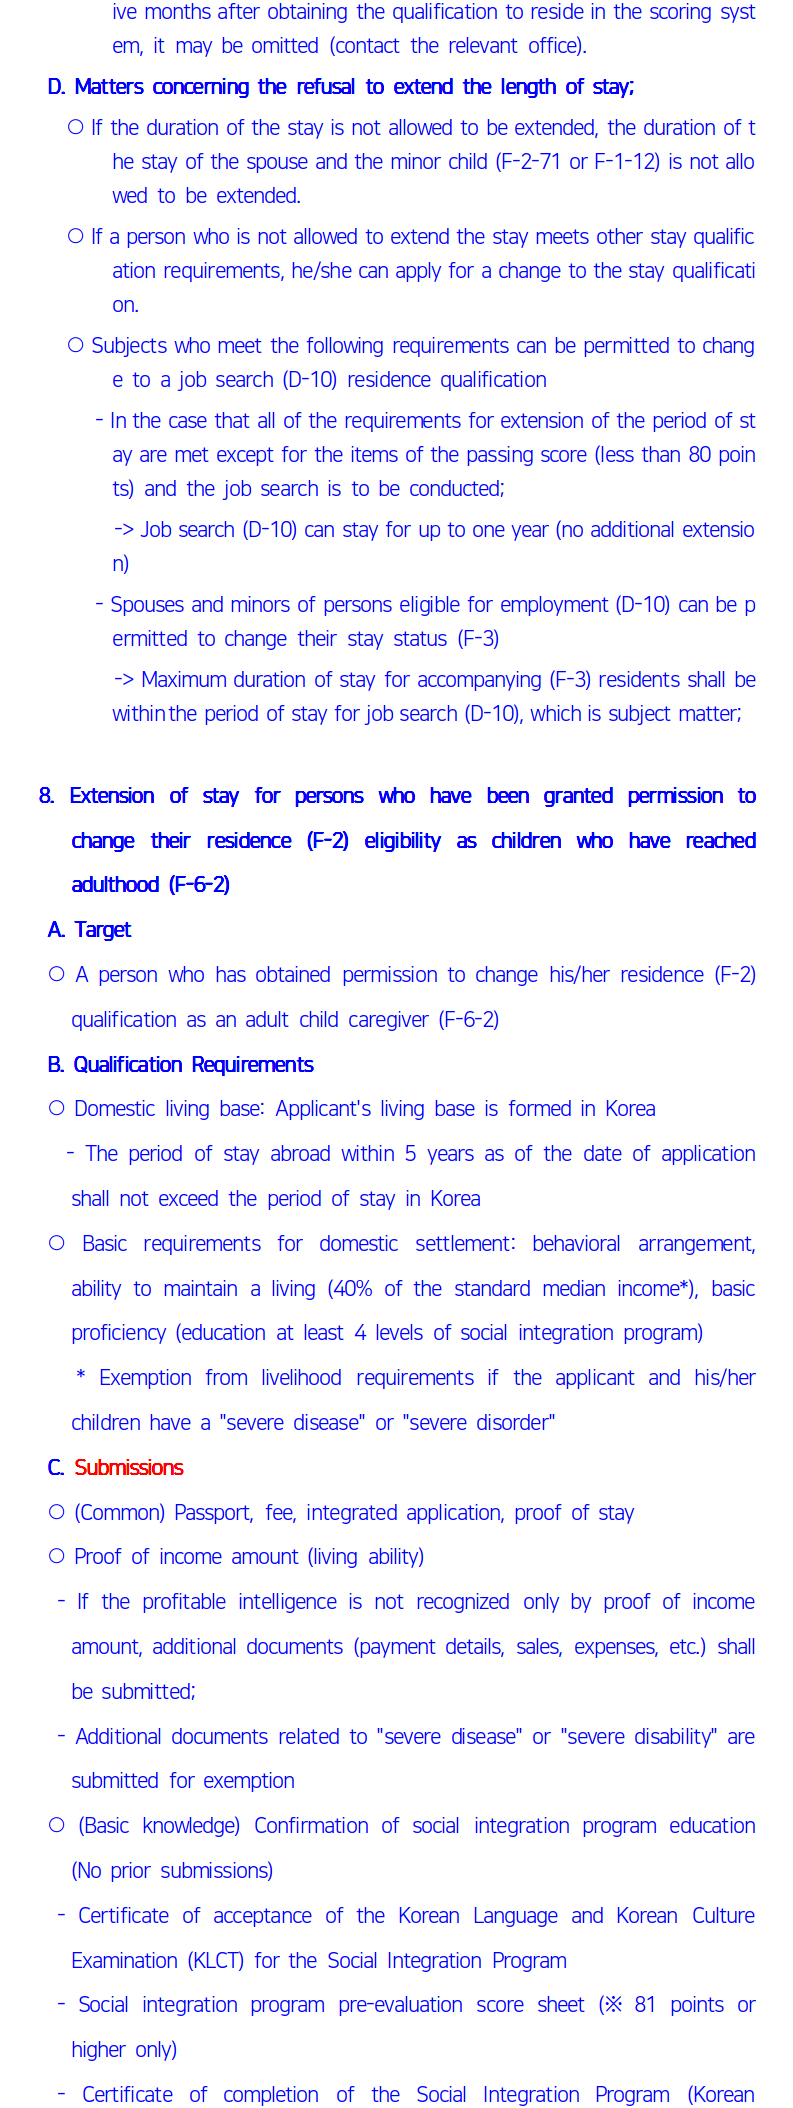 ive months after obtaining the qualification to reside in the scoring syst
em, it may be omitted (contact the relevant office).
D. Matters concerning the refusal to extend the length of stay;
○ If the duration of the stay is not allowed to be extended, the duration of t
he stay of the spouse and the minor child (F-2-71 or F-1-12) is not allo
wed to be extended.
○ If a person who is not allowed to extend the stay meets other stay qualific
ation requirements, he/she can apply for a change to the stay qualificati
on.
○ Subjects who meet the following requirements can be permitted to chang
e to a job search (D-10) residence qualification
- In the case that all of the requirements for extension of the period of st
ay are met except for the items of the passing score (less than 80 poin
ts) and the job search is to be conducted;
-> Job search (D-10) can stay for up to one year (no additional extensio
n)
- Spouses and minors of persons eligible for employment (D-10) can be p
ermitted to change their stay status (F-3)
-> Maximum duration of stay for accompanying (F-3) residents shall be
within the period of stay for job search (D-10), which is subject matter;
8. Extension of stay for persons who have been granted permission to
change their residence (F-2) eligibility as children who have reached
adulthood (F-6-2)
A. Target
○ A person who has obtained permission to change his/her residence (F-2)
qualification as an adult child caregiver (F-6-2)
B. Qualification Requirements
○ Domestic living base: Applicant's living base is formed in Korea
- The period of stay abroad within 5 years as of the date of application
shall not exceed the period of stay in Korea
○ Basic requirements for domestic settlement: behavioral arrangement,
ability to maintain a living (40% of the standard median income*), basic
proficiency (education at least 4 levels of social integration program)
* Exemption from livelihood requirements if the applicant and his/her
children have a "severe disease" or "severe disorder"
C. Submissions
○ (Common) Passport, fee, integrated application, proof of stay
○ Proof of income amount (living ability)
- If the profitable intelligence is not recognized only by proof of income
amount, additional documents (payment details, sales, expenses, etc.) shall
be submitted;
- Additional documents related to "severe disease" or "severe disability" are
submitted for exemption
○ (Basic knowledge) Confirmation of social integration program education
(No prior submissions)
- Certificate of acceptance of the Korean Language and Korean Culture
Examination (KLCT) for the Social Integration Program
- Social integration program pre-evaluation score sheet (※ 81 points or
higher only)
- Certificate of completion of the Social Integration Program (Korean